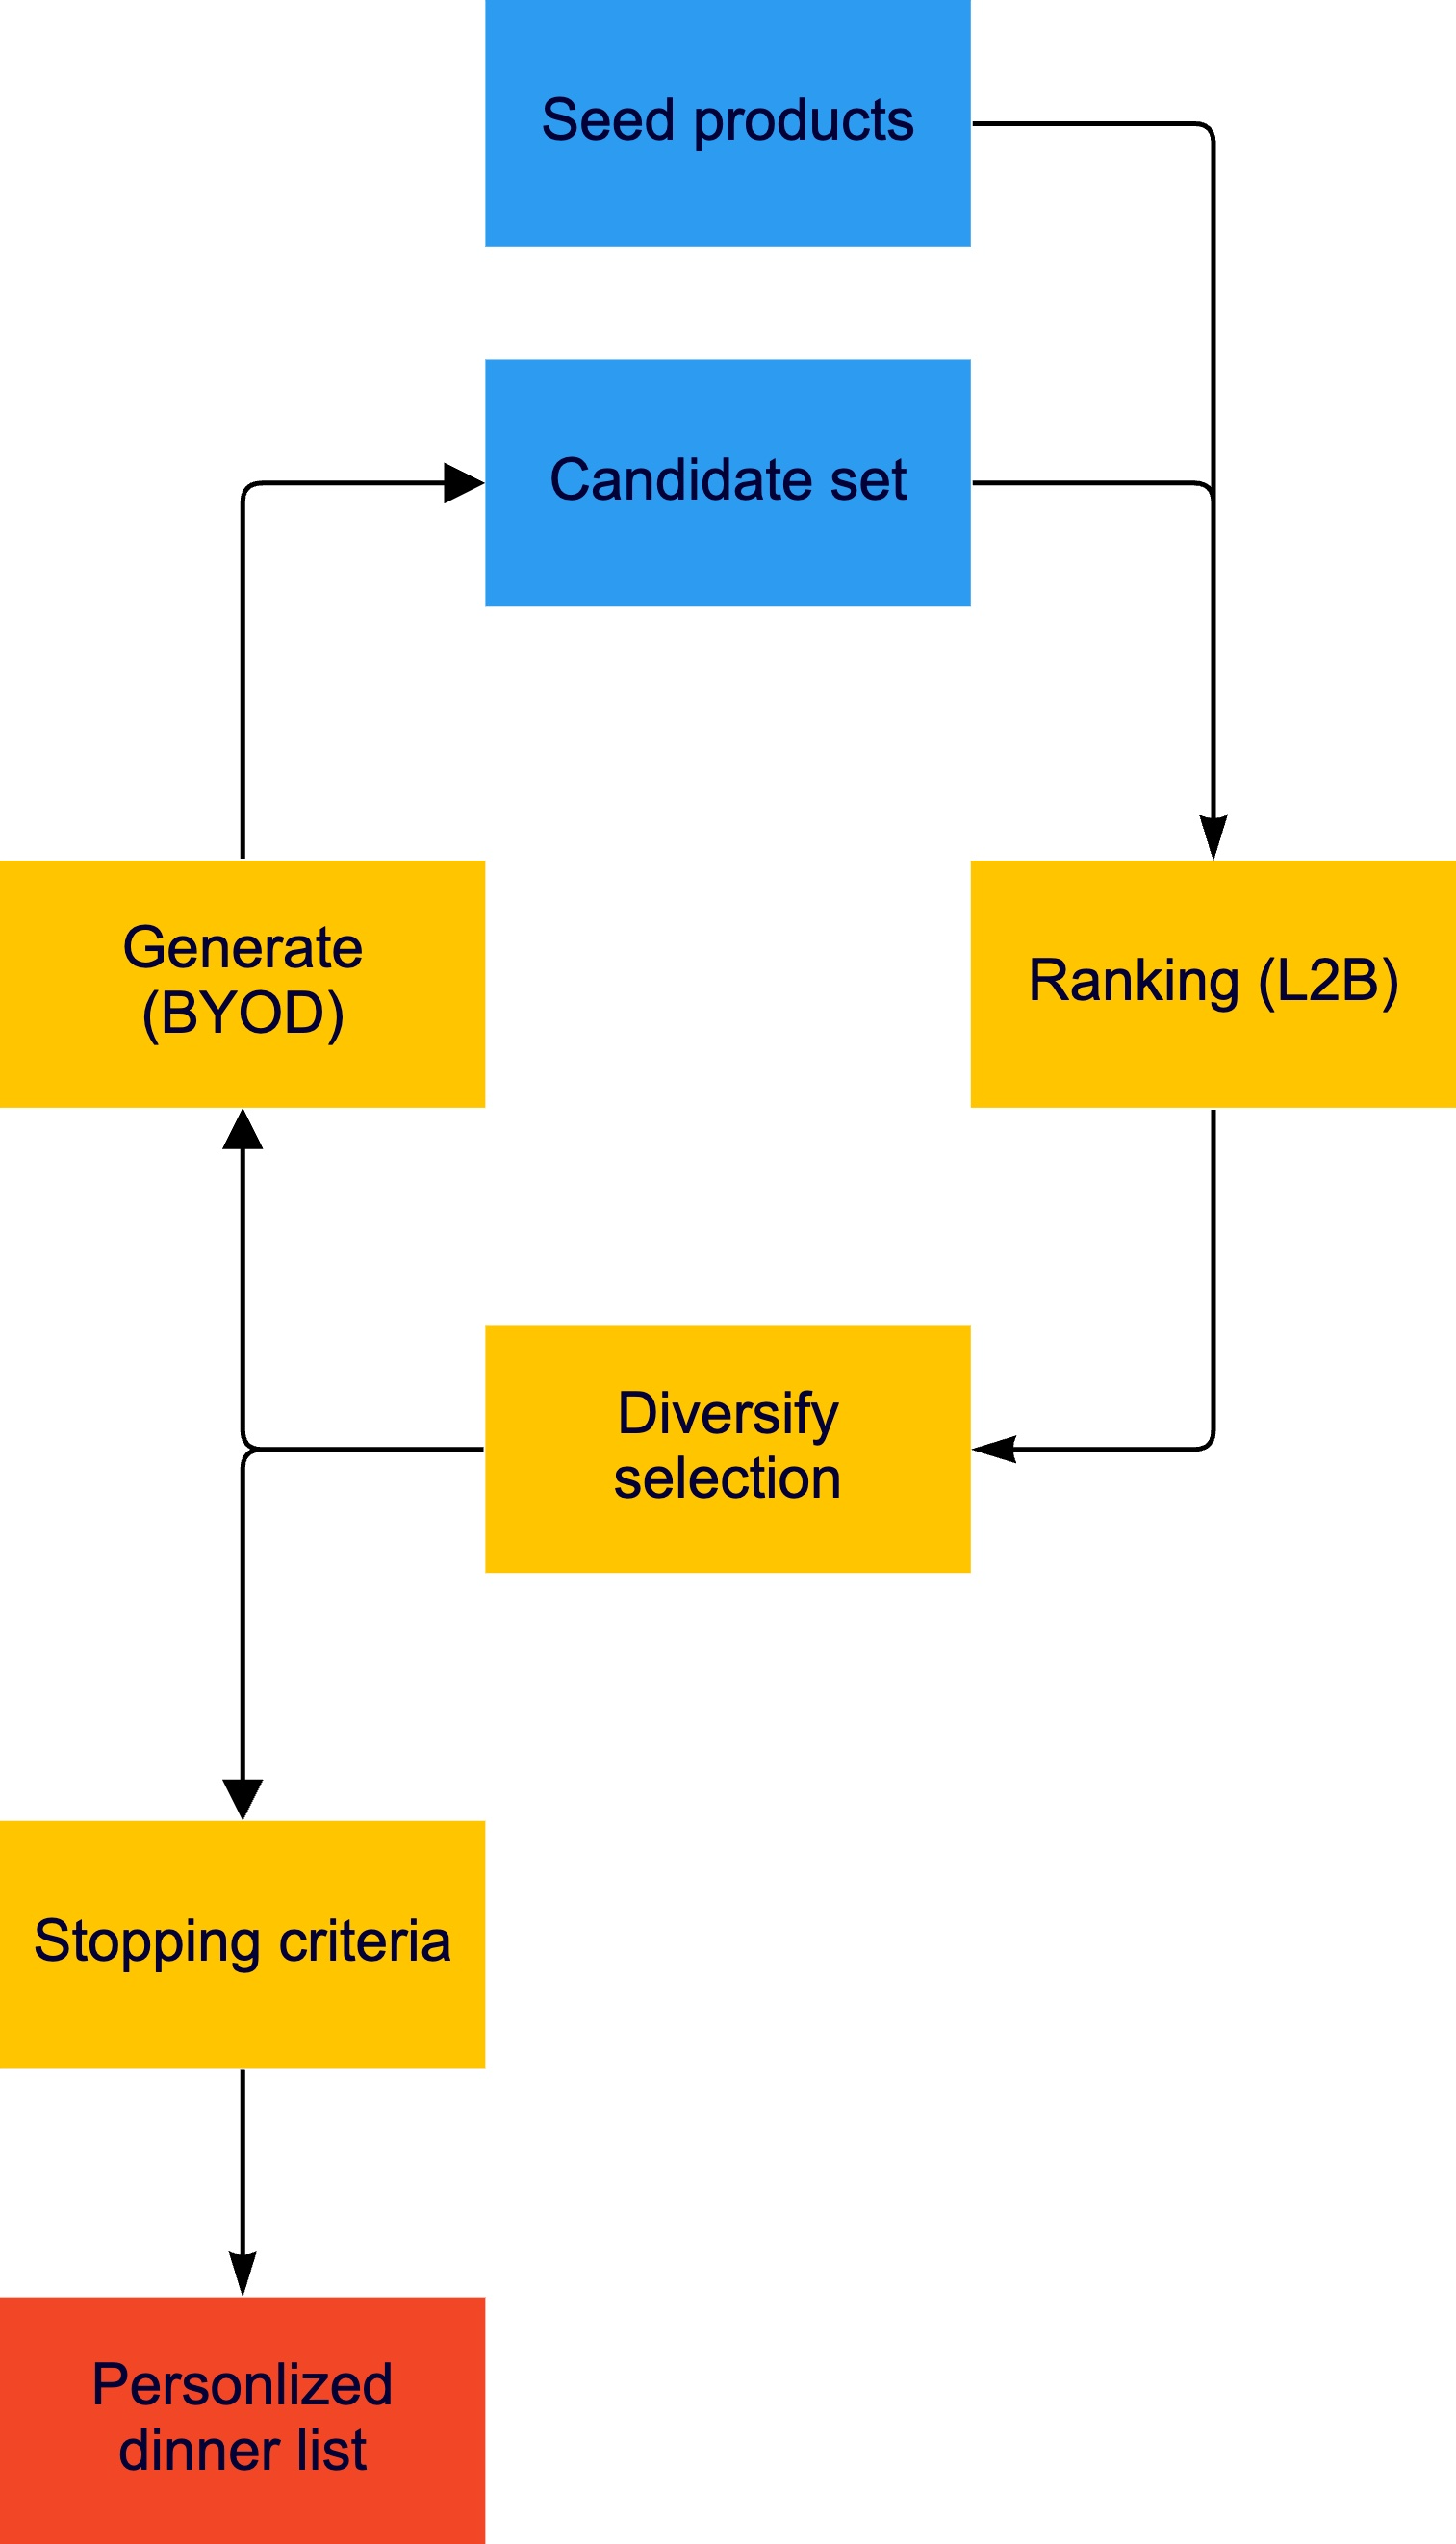 Seed products
Candidate set
Generate
(BYOD)
Ranking (L2B)
Diversify
selection
Stopping criteria
Personlized
dinner list